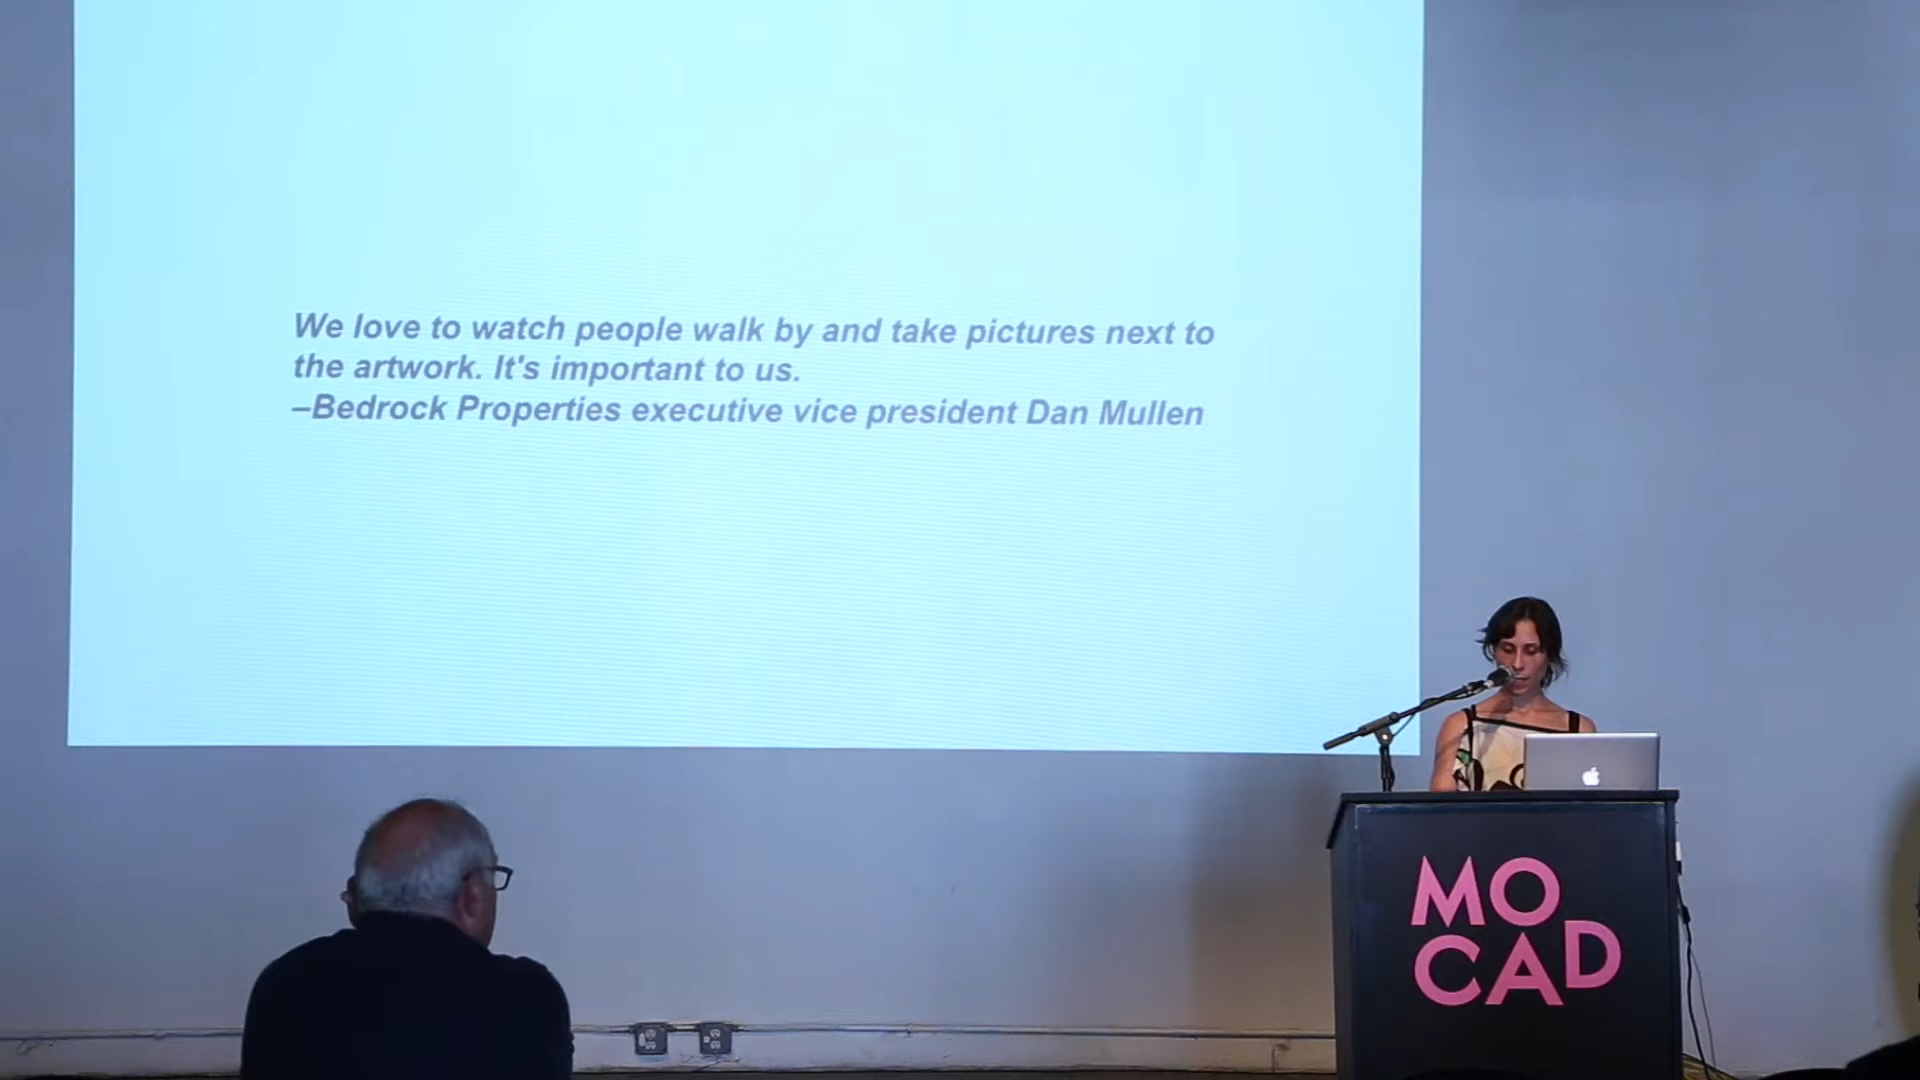 We love to watch people walk by and take pictures next to
the artwork. It's important to us.
–Bedrock Properties executive vice president Dan Mullen
MO
CAD